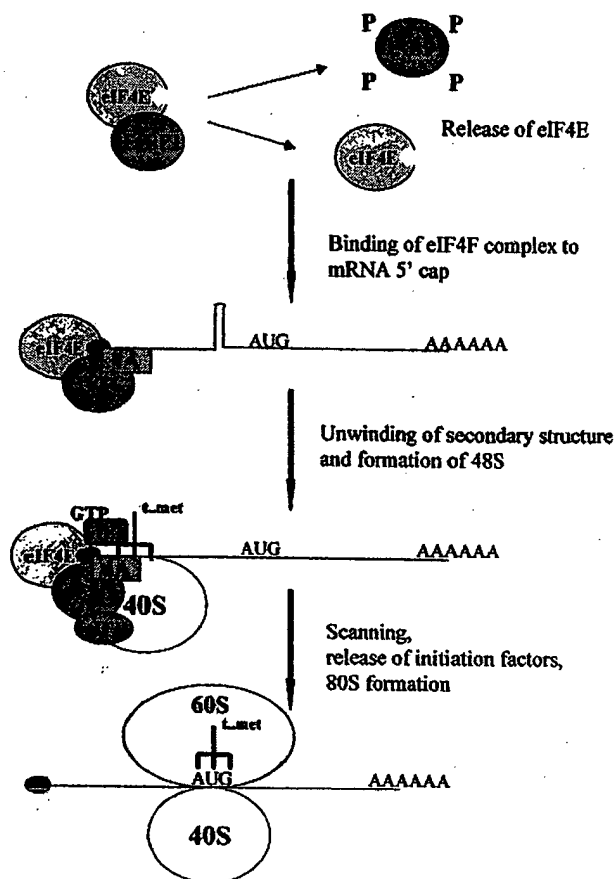 P P
P P
eIF4E
eIF4E
Release of eIF4E
Binding of eIF4F complex to
mRNA 5' cap
eIF4E
AUG
AAAAAA
Unwinding of secondary structure
and formation of 48S
GTP
t..met
eIF4E
AUG
AAAAAA
40S
Scanning,
release of initiation factors,
80S formation
60S
t..met
AUG
AAAAAA
40S